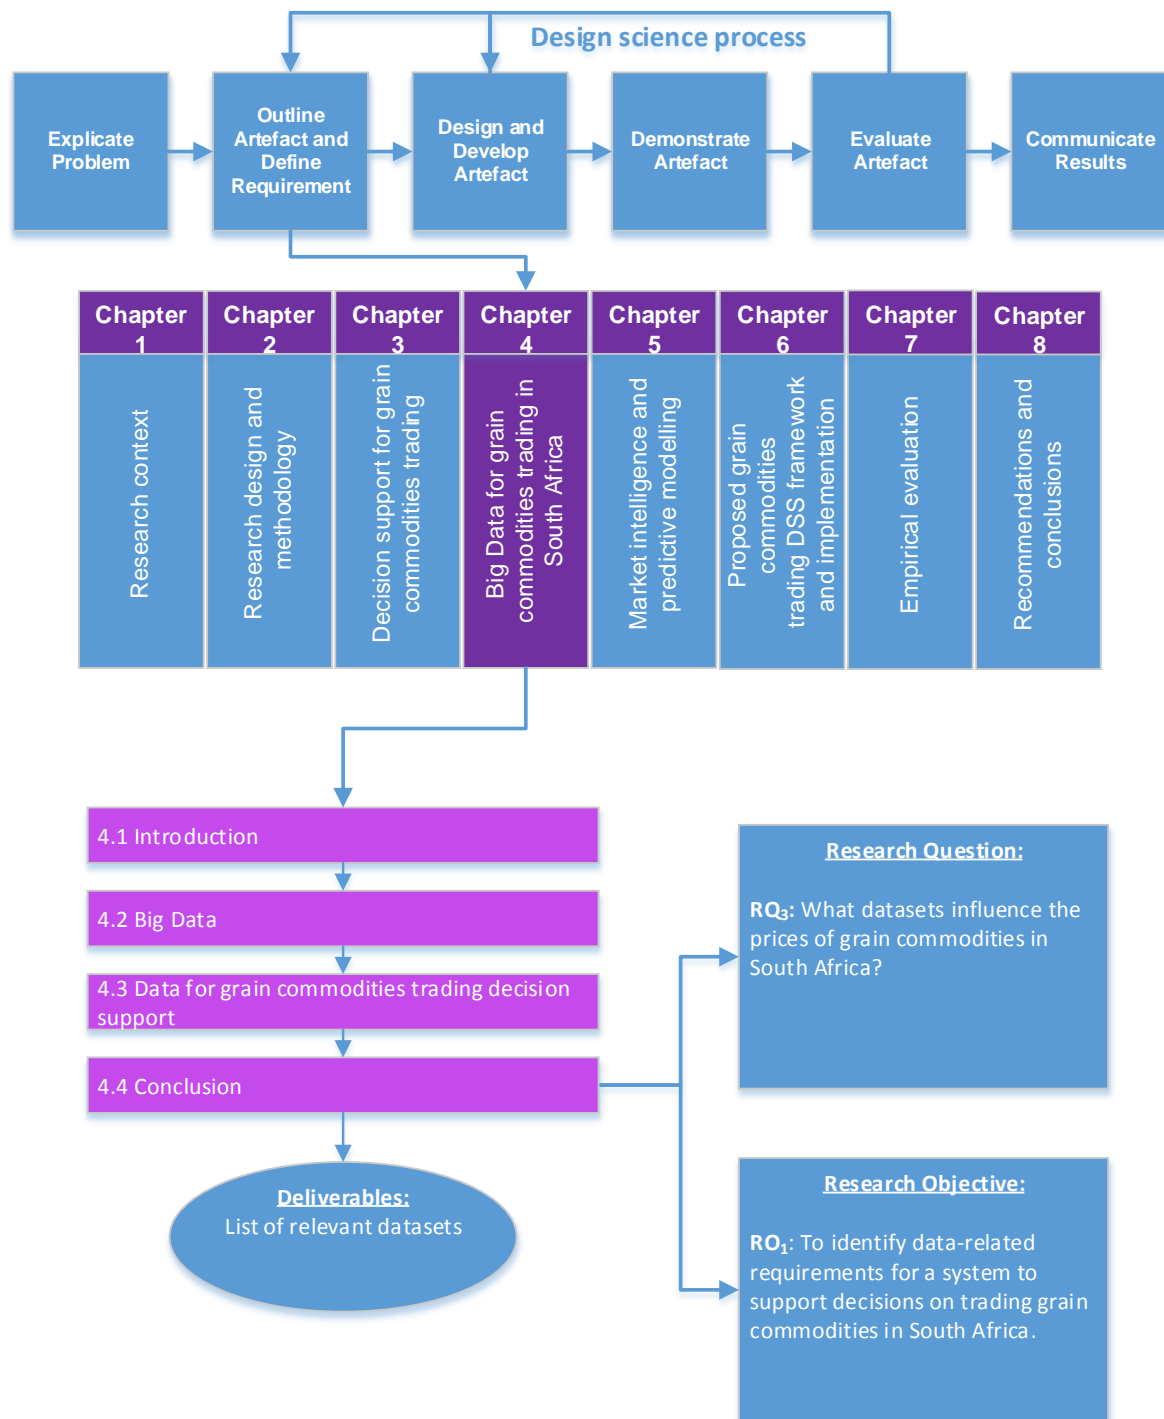 Design science process
Explicate
Problem
Outline
Artefact and
Define
Requirement
Design and
Develop
Artefact
Demonstrate
Artefact
Evaluate
Artefact
Communicate
Results
Chapter
1
Chapter
2
Chapter
3
Chapter
4
Chapter
5
Chapter
6
Chapter
7
Chapter
8
Research context
Research design and
methodology
Decision support for grain
commodities trading
Big Data for grain
commodities trading in
South Africa
Market intelligence and
predictive modelling
Proposed grain
commodities
trading DSS framework
and implementation
Empirical evaluation
Recommendations and
conclusions
4.1 Introduction
4.2 Big Data
4.3 Data for grain commodities trading decision
support
4.4 Conclusion
Deliverables:
List of relevant datasets
Research Question:
RQ₃: What datasets influence the
prices of grain commodities in
South Africa?
Research Objective:
RO₁: To identify data-related
requirements for a system to
support decisions on trading grain
commodities in South Africa.